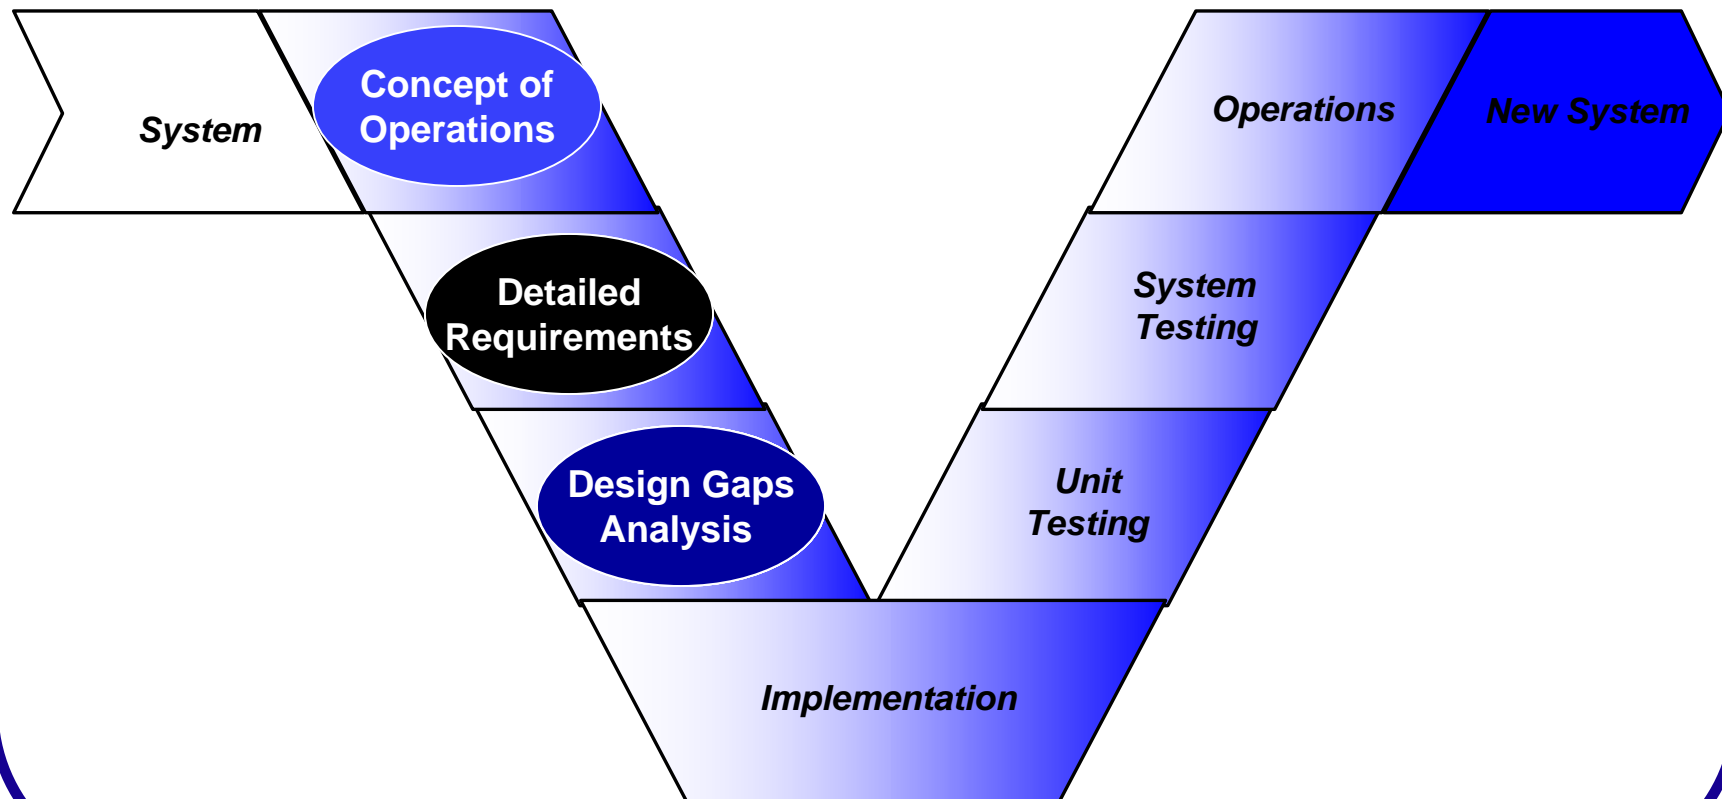 System
Concept of
Operations
Detailed
Requirements
Design Gaps
Analysis
Implementation
Unit
Testing
System
Testing
Operations
New System